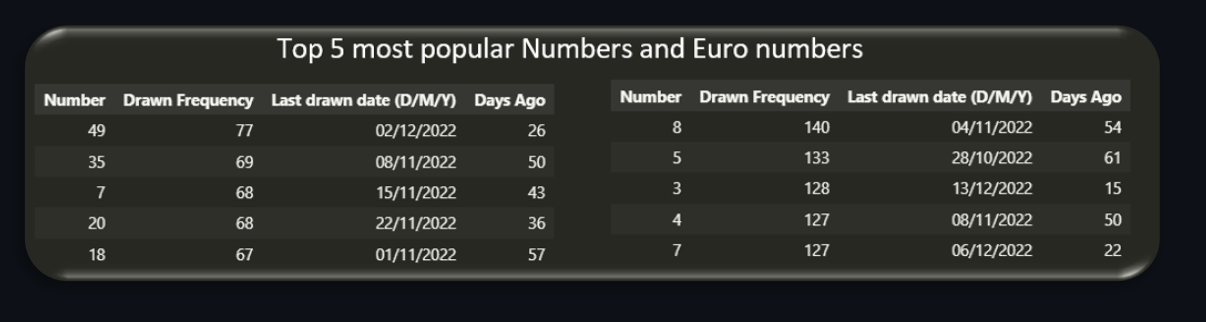 Top 5 most popular Numbers and Euro numbers
Number Drawn Frequency Last drawn date (D/M/Y) Days Ago
49 77 02/12/2022 26
35 69 08/11/2022 50
7 68 15/11/2022 43
20 68 22/11/2022 36
18 67 01/11/2022 57
Number Drawn Frequency Last drawn date (D/M/Y) Days Ago
8 140 04/11/2022 54
5 133 28/10/2022 61
3 128 13/12/2022 15
4 127 08/11/2022 50
7 127 06/12/2022 22